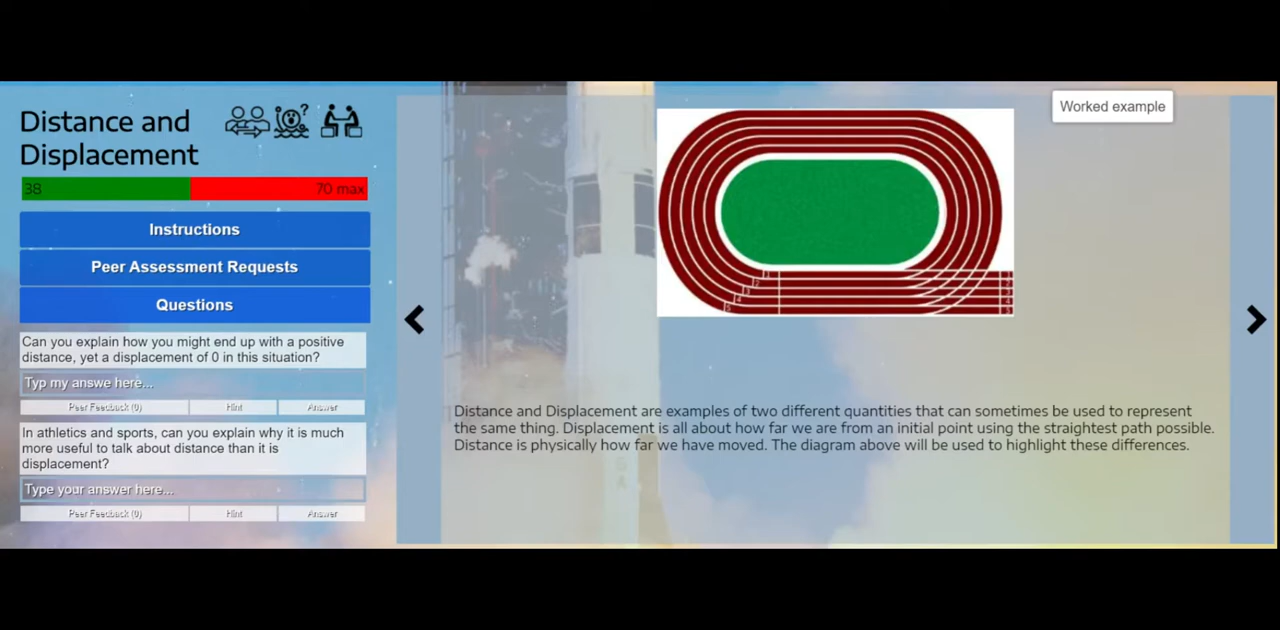 Distance and
Displacement
38
70 max
Instructions
Peer Assessment Requests
Questions
Can you explain how you might end up with a positive
distance, yet a displacement of 0 in this situation?
Typ my answe here...
Peer Feedback (0)
Hint
Answer
In athletics and sports, can you explain why it is much
more useful to talk about distance than it is
displacement?
Type your answer here...
Peer Feedback (0)
Hint
Answer
Worked example
Distance and Displacement are examples of two different quantities that can sometimes be used to represent
the same thing. Displacement is all about how far we are from an initial point using the straightest path possible.
Distance is physically how far we have moved. The diagram above will be used to highlight these differences.